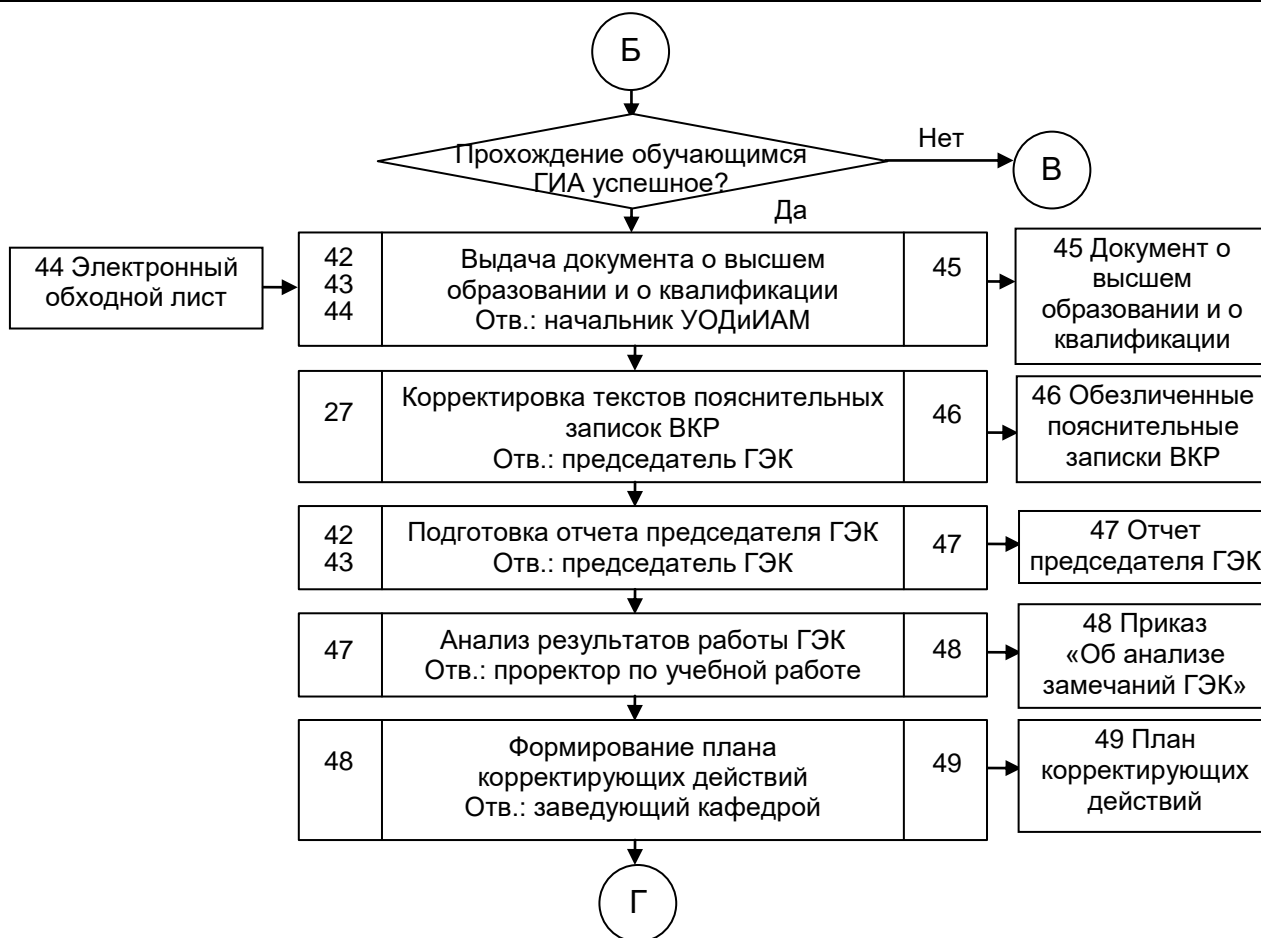 Б
Прохождение обучающимся
ГИА успешное?
Нет
В
Да
44 Электронный
обходной лист
42
43
44
Выдача документа о высшем
образовании и о квалификации
Отв.: начальник УОДиИАМ
45
45 Документ о
высшем
образовании и о
квалификации
27
Корректировка текстов пояснительных
записок ВКР
Отв.: председатель ГЭК
46
46 Обезличенные
пояснительные
записки ВКР
42
43
Подготовка отчета председателя ГЭК
Отв.: председатель ГЭК
47
47 Отчет
председателя ГЭК
47
Анализ результатов работы ГЭК
Отв.: проректор по учебной работе
48
48 Приказ
«Об анализе
замечаний ГЭК»
48
Формирование плана
корректирующих действий
Отв.: заведующий кафедрой
49
49 План
корректирующих
действий
Г